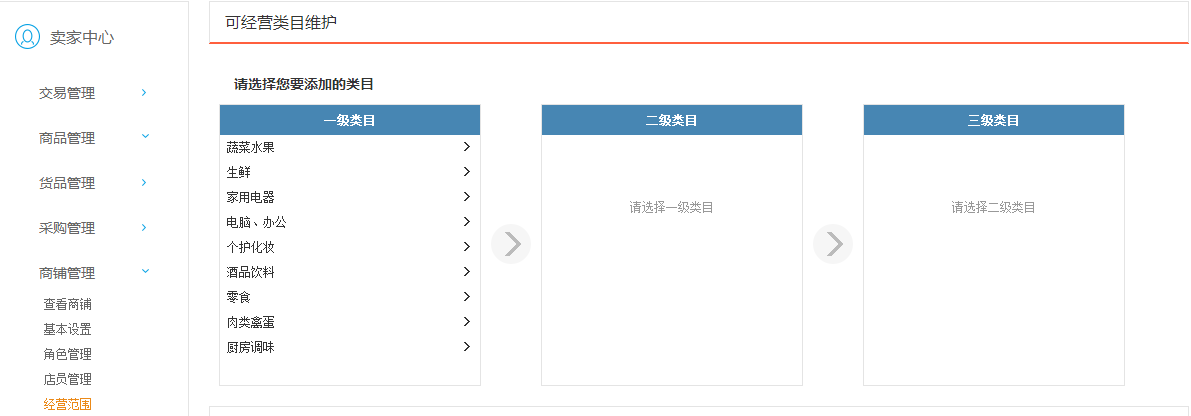 卖家中心
交易管理
商品管理
货品管理
采购管理
商铺管理
查看商铺
基本设置
角色管理
店员管理
经营范围
可经营类目维护
请选择您要添加的类目
一级类目
蔬菜水果
生鲜
家用电器
电脑、办公
个护化妆
酒品饮料
零食
肉类禽蛋
厨房调味
二级类目
请选择一级类目
三级类目
请选择二级类目